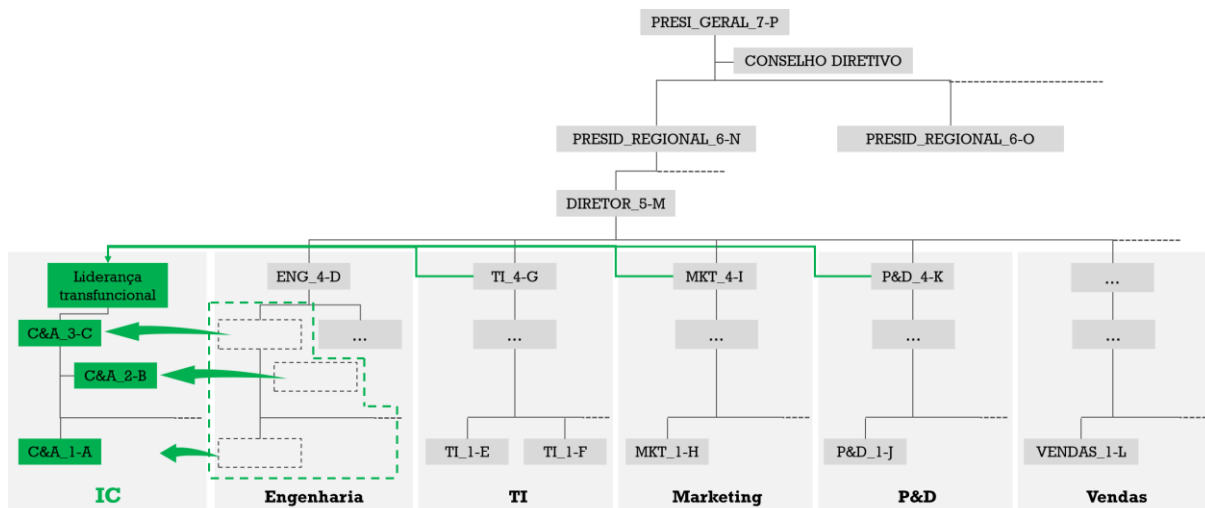 PRESI_GERAL_7-P
CONSELHO DIRETIVO
PRESID_REGIONAL_6-N
PRESID_REGIONAL_6-O
DIRETOR_5-M
Liderança
transfuncional
ENG_4-D
TI_4-G
MKT_4-I
P&D_4-K
...
C&A_3-C
...
...
...
...
...
C&A_2-B
C&A_1-A
TI_1-E
TI_1-F
MKT_1-H
P&D_1-J
VENDAS_1-L
IC
Engenharia
TI
Marketing
P&D
Vendas